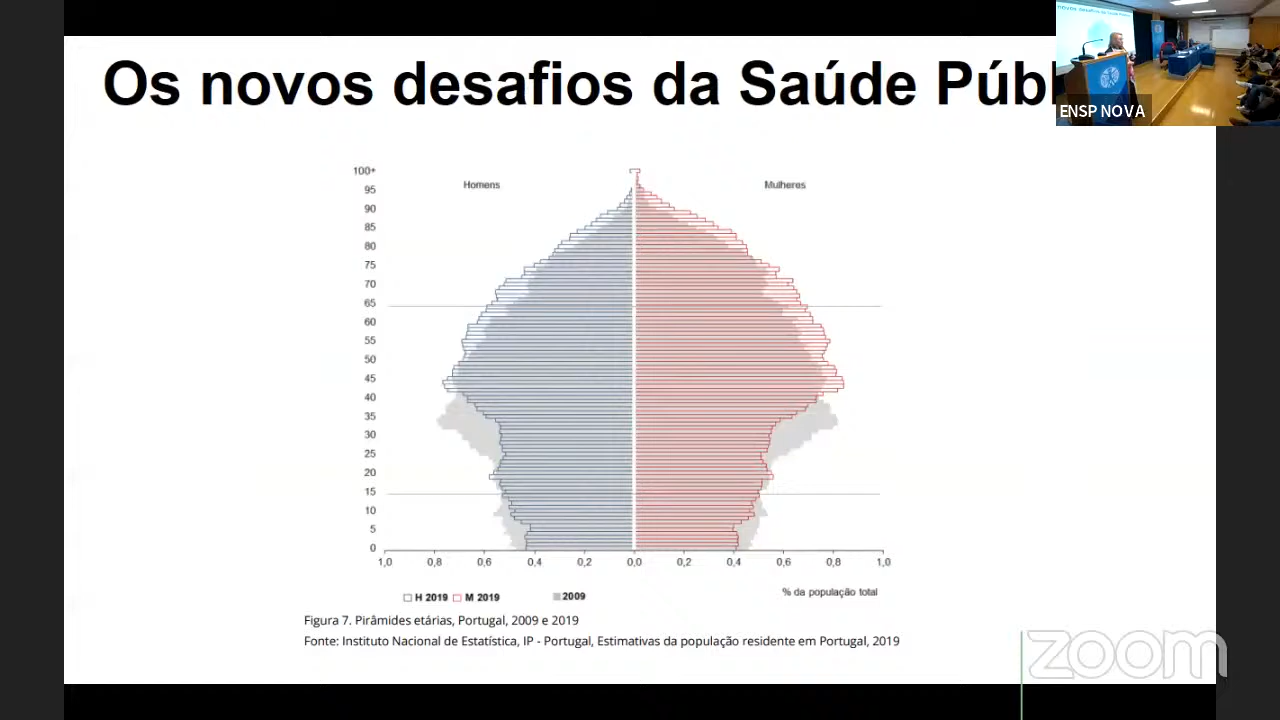 Os novos desafios da Saúde Púb
ENSP NOVA
Homens
Mulheres
100+
95
90
85
80
75
70
65
60
55
50
45
40
35
30
25
20
15
10
5
0
1,0 0,8 0,6 0,4 0,2 0,0 0,2 0,4 0,6 0,8 1,0
% da população total
H 2019 M 2019 2009
Figura 7. Pirâmides etárias, Portugal, 2009 e 2019
Fonte: Instituto Nacional de Estatística, IP - Portugal, Estimativas da população residente em Portugal, 2019
zoom